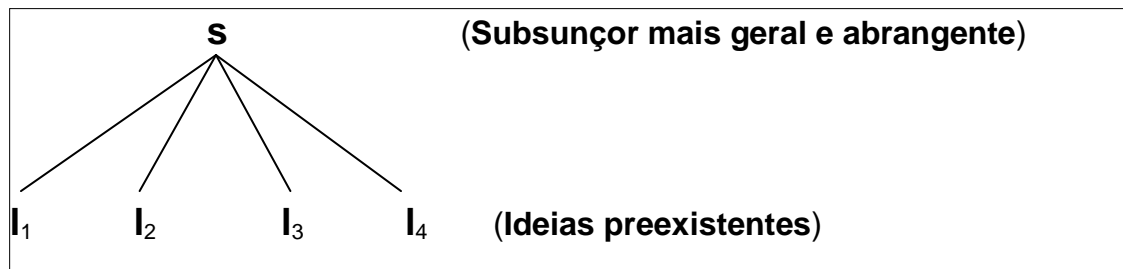 s (Subsunçor mais geral e abrangente)
I₁ I₂ I₃ I₄ (Ideias preexistentes)